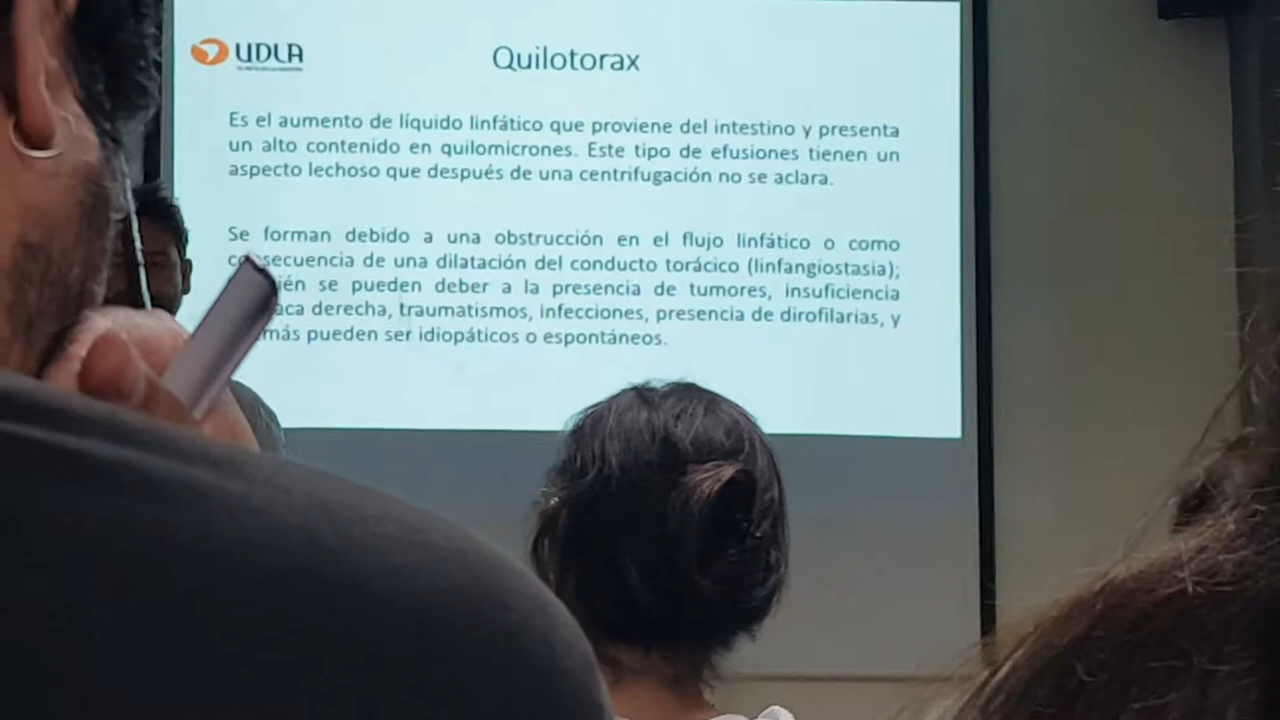 UDLA
Quilotorax
Es el aumento de líquido linfático que proviene del intestino y presenta
un alto contenido en quilomicrones. Este tipo de efusiones tienen un
aspecto lechoso que después de una centrifugación no se aclara.
Se forman debido a una obstrucción en el flujo linfático o como
consecuencia de una dilatación del conducto torácico (linfangiostasia);
se pueden deber a la presencia de tumores, insuficiencia
derecha, traumatismos, infecciones, presencia de dirofilarias, y
pueden ser idiopáticos o espontáneos.